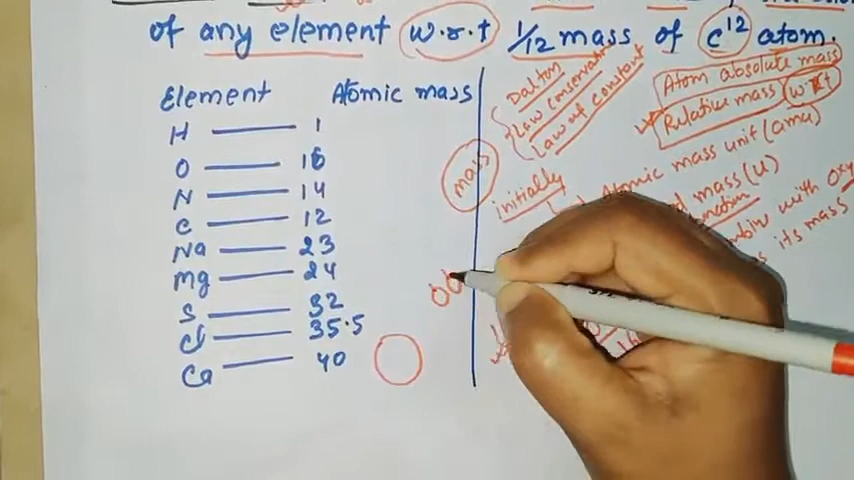 of any element w.r.t 1/12 mass of C12 atom.
Element Atomic mass
H 1
O 16
N 14
C 12
Na 23
Mg 24
S 32
Cl 35.5
Ca 40
mass
Dalton
Law conservation
Law of constant
Atom absolute mass
Relative mass w.r.t
initially
Atomic mass unit (amu)
mass (u)
with oxy
its mass